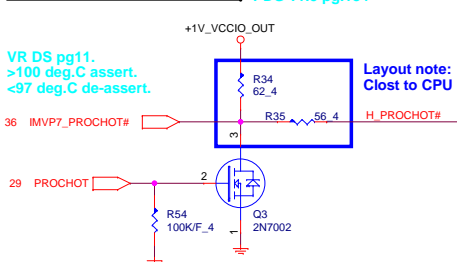 +1V_VCCIO_OUT
VR DS pg11.
>100 deg.C assert.
<97 deg.C de-assert.
R34
62_4
Layout note:
Clost to CPU
36 IMVP7_PROCHOT#
R35 56_4
H_PROCHOT#
3
29 PROCHOT
2
R54
100K/F_4
Q3
2N7002
1